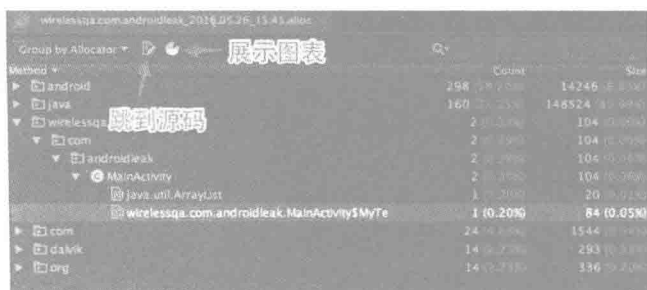 wirelessqa.com.androidleak_2016.05.26_15.45.alloc
Group by Allocator 展示图表
Method Count Size
android 298 14246
java 160 148524
wirelessqa 跳到源码 2 104
com 2 104
androidleak 2 104
MainActivity 2 104
java.util.ArrayList 1 20
wirelessqa.com.androidleak.MainActivity$MyTe 1 (0.20%) 84 (0.05%)
com 24 1544
dalvik 14 293
org 14 336